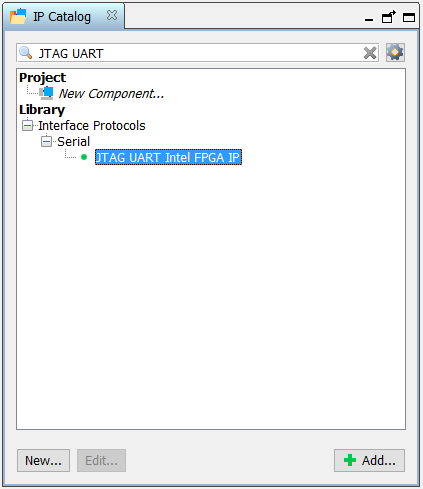 IP Catalog
JTAG UART
Project
New Component...
Library
Interface Protocols
Serial
JTAG UART Intel FPGA IP
New... Edit... Add...